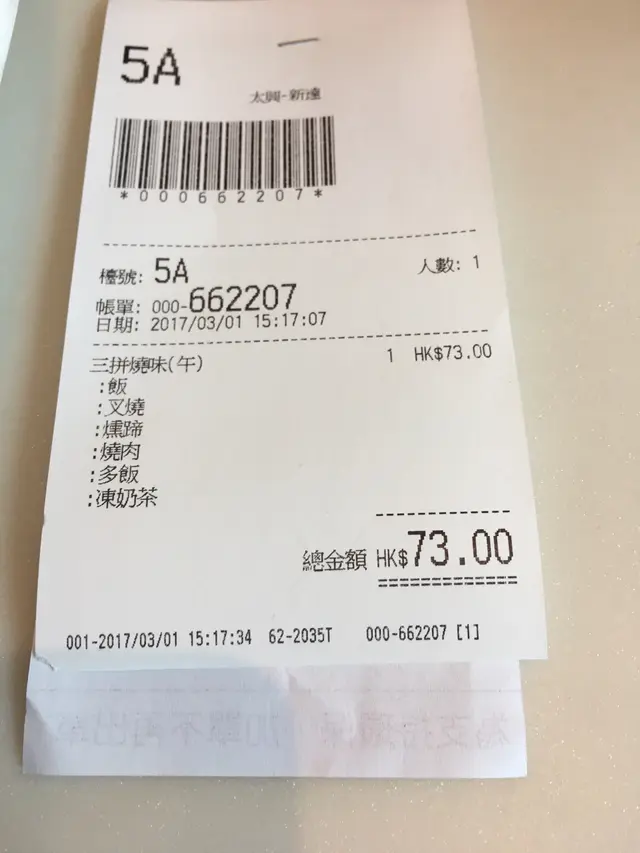 5A
太興-新達
*000662207*
檯號: 5A 人數: 1
帳單: 000-662207
日期: 2017/03/01 15:17:07
三拼燒味(午) 1 HK$73.00
:飯
:叉燒
:燻蹄
:燒肉
:多飯
:凍奶茶
總金額 HK$73.00
001-2017/03/01 15:17:34 62-2035T 000-662207 [1]